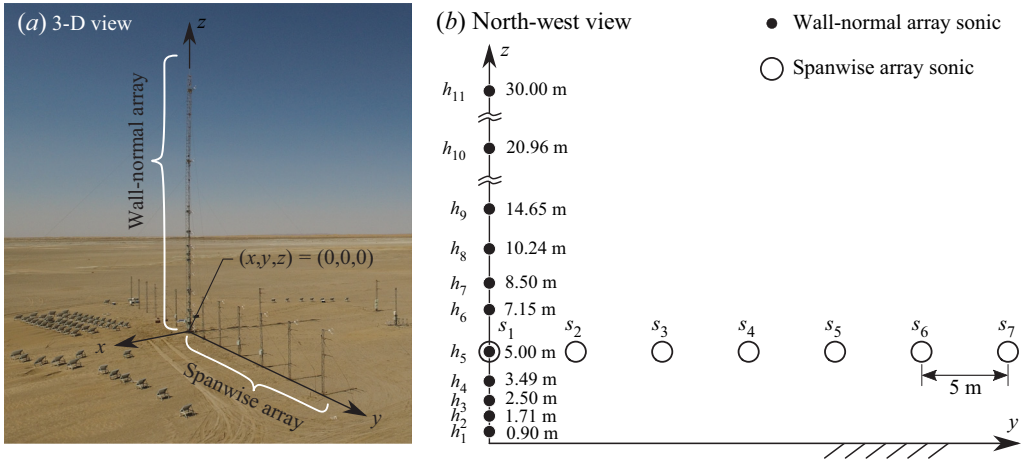 (a) 3-D view
z
Wall-normal array
(x,y,z) = (0,0,0)
x
Spanwise array
y
(b) North-west view
Wall-normal array sonic
Spanwise array sonic
z
h11 30.00 m
h10 20.96 m
h9 14.65 m
h8 10.24 m
h7 8.50 m
h6 7.15 m
s1 s2 s3 s4 s5 s6 s7
h5 5.00 m
h4 3.49 m
5 m
h3 2.50 m
h2 1.71 m
h1 0.90 m
y